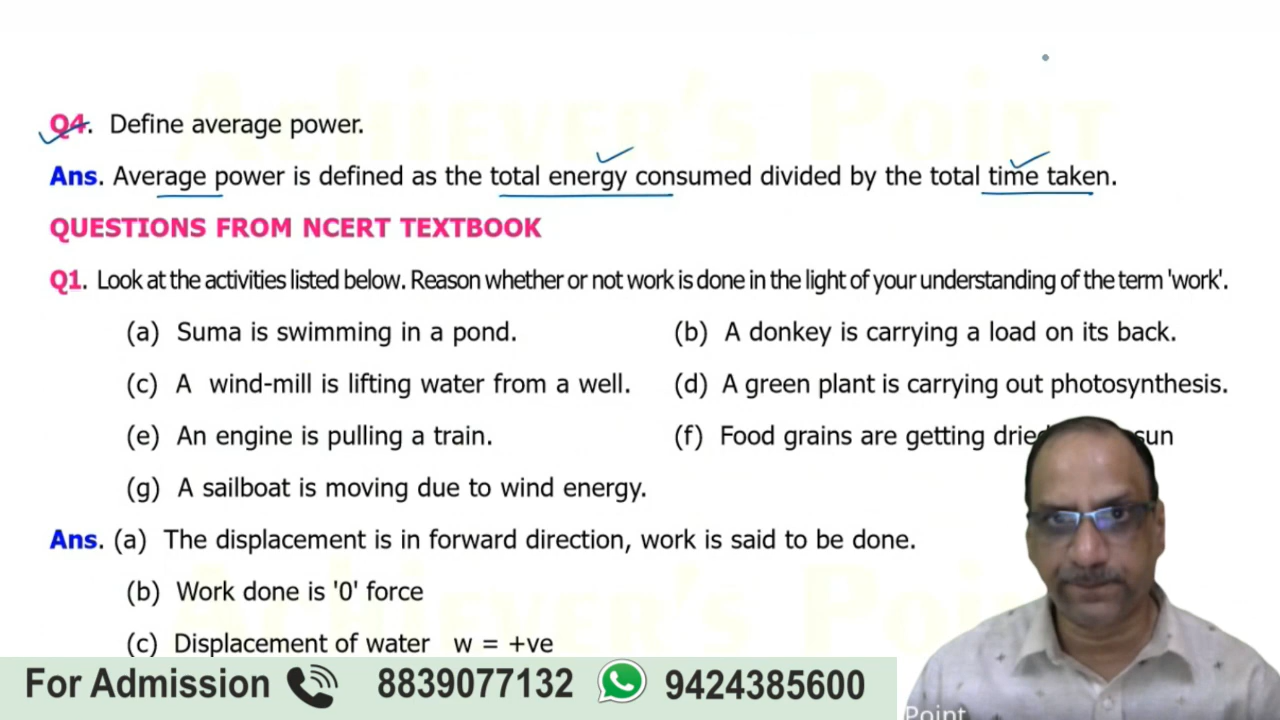 ACHIEVER'S POINT
Q4. Define average power.
Ans. Average power is defined as the total energy consumed divided by the total time taken.
QUESTIONS FROM NCERT TEXTBOOK
Q1. Look at the activities listed below. Reason whether or not work is done in the light of your understanding of the term 'work'.
(a) Suma is swimming in a pond. (b) A donkey is carrying a load on its back.
(c) A wind-mill is lifting water from a well. (d) A green plant is carrying out photosynthesis.
(e) An engine is pulling a train. (f) Food grains are getting dried sun
(g) A sailboat is moving due to wind energy.
Ans. (a) The displacement is in forward direction, work is said to be done.
(b) Work done is '0' force
ACHIEVER'S POINT
(c) Displacement of water w = +ve
For Admission 8839077132 9424385600
Point